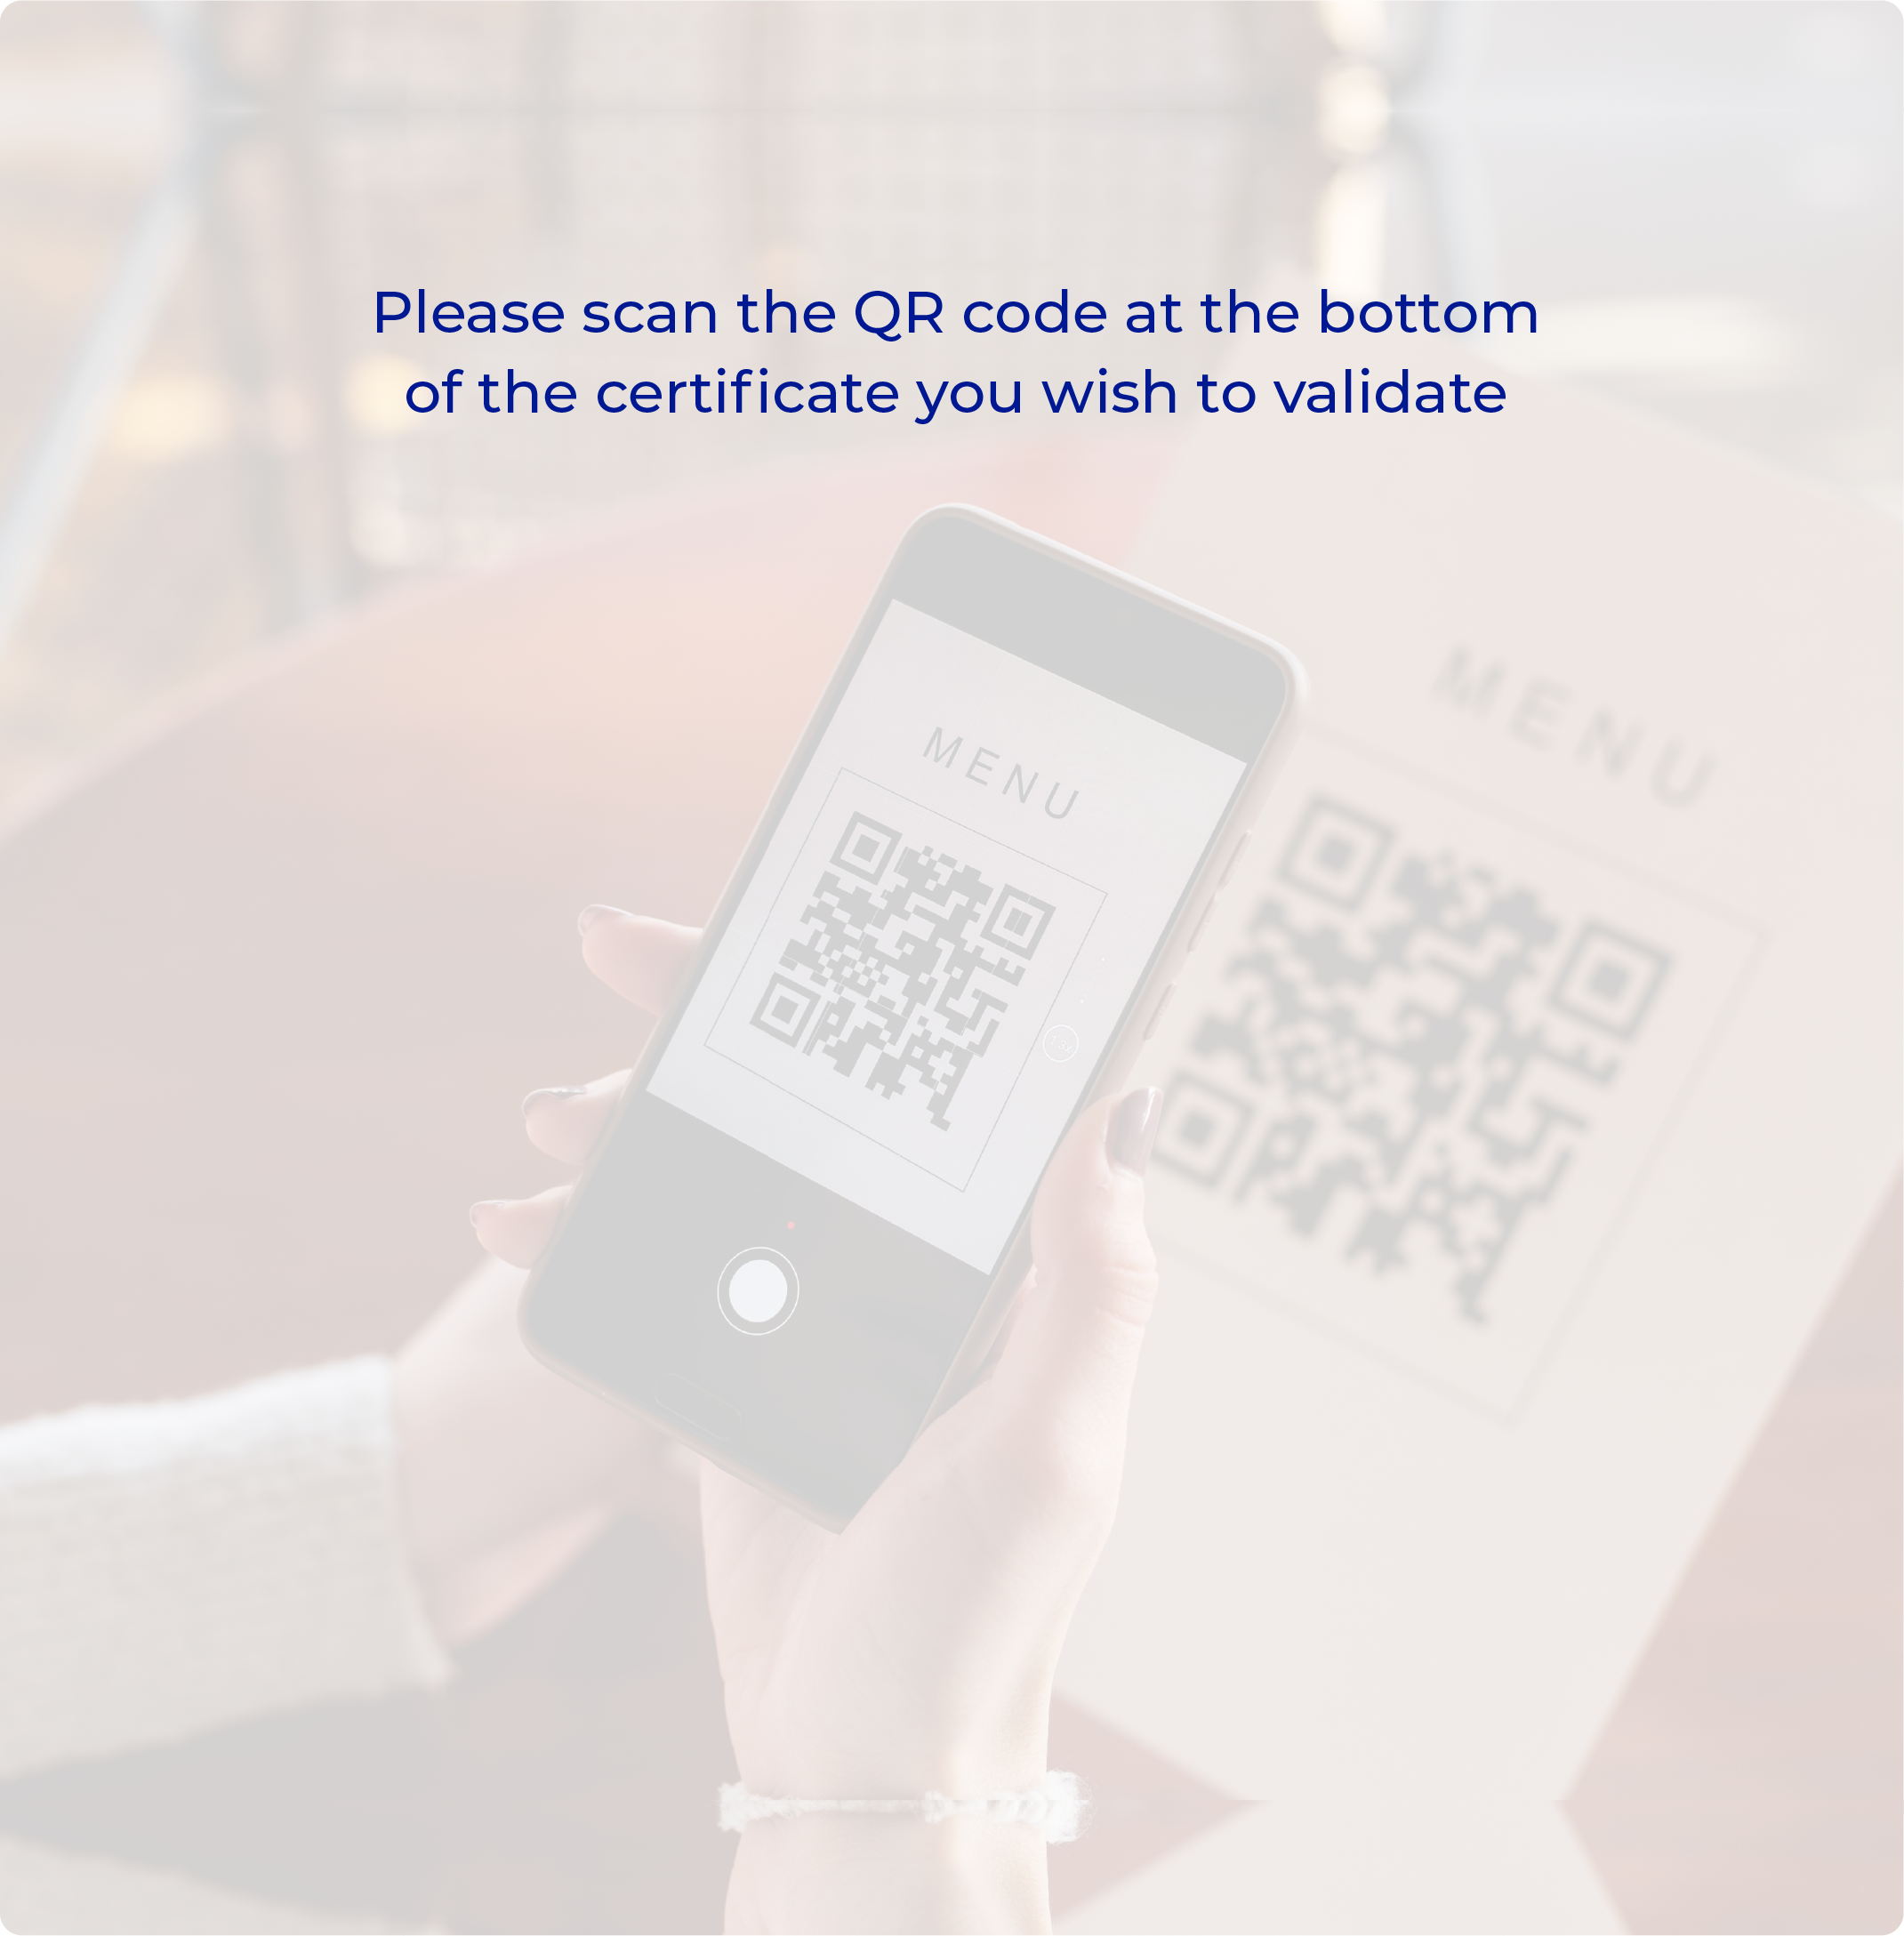 Please scan the QR code at the bottom
of the certificate you wish to validate
MENU
MENU